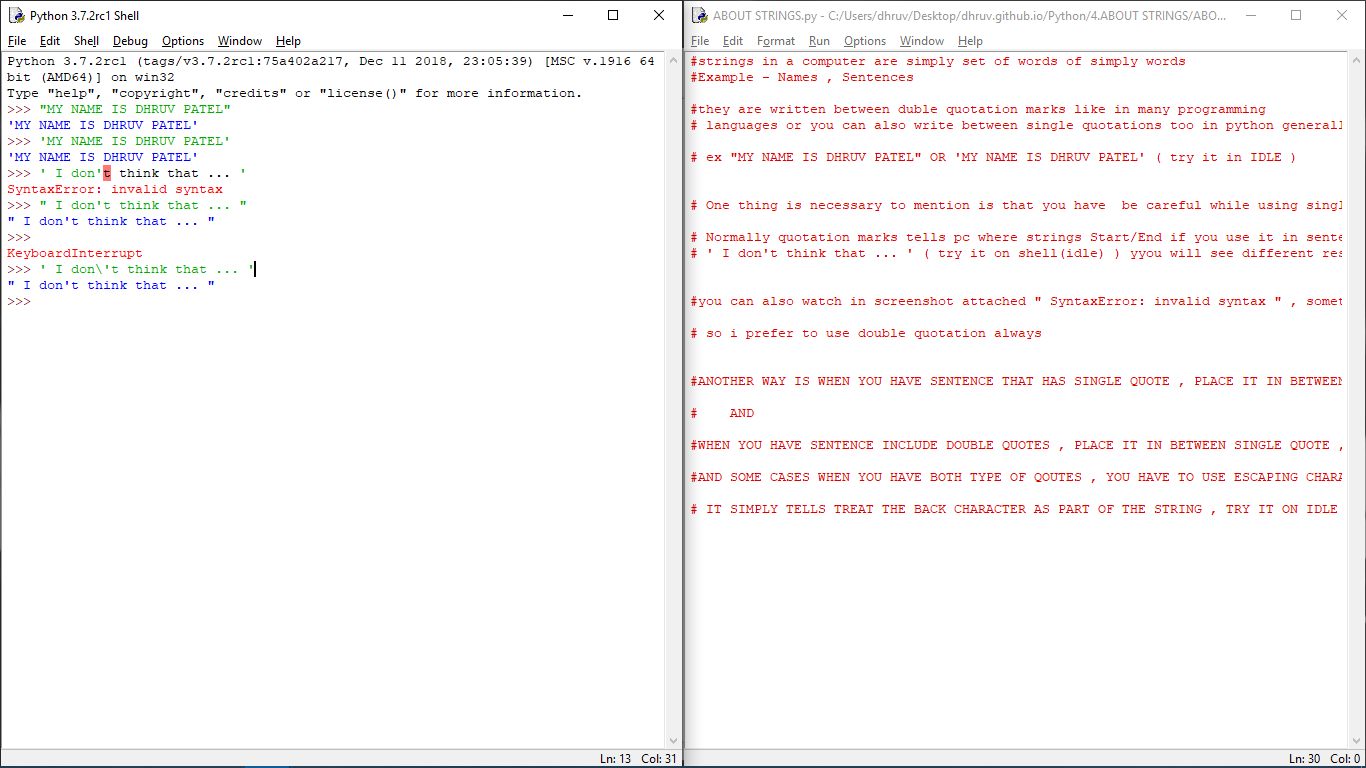 Python 3.7.2rc1 Shell
File Edit Shell Debug Options Window Help
Python 3.7.2rc1 (tags/v3.7.2rc1:75a402a217, Dec 11 2018, 23:05:39) [MSC v.1916 64
bit (AMD64)] on win32
Type "help", "copyright", "credits" or "license()" for more information.
>>> "MY NAME IS DHRUV PATEL"
'MY NAME IS DHRUV PATEL'
>>> 'MY NAME IS DHRUV PATEL'
'MY NAME IS DHRUV PATEL'
>>> ' I don't think that ... '
SyntaxError: invalid syntax
>>> " I don't think that ... "
" I don't think that ... "
>>>
KeyboardInterrupt
>>> ' I don\'t think that ... '
" I don't think that ... "
>>>
Ln: 13 Col: 31
ABOUT STRINGS.py - C:/Users/dhruv/Desktop/dhruv.github.io/Python/4.ABOUT STRINGS/ABO...
File Edit Format Run Options Window Help
#strings in a computer are simply set of words of simply words
#Example - Names , Sentences
#they are written between duble quotation marks like in many programming
# languages or you can also write between single quotations too in python generall
# ex "MY NAME IS DHRUV PATEL" OR 'MY NAME IS DHRUV PATEL' ( try it in IDLE )
# One thing is necessary to mention is that you have  be careful while using singl
# Normally quotation marks tells pc where strings Start/End if you use it in sente
# ' I don't think that ... ' ( try it on shell(idle) ) yyou will see different res
#you can also watch in screenshot attached " SyntaxError: invalid syntax " , somet
# so i prefer to use double quotation always
#ANOTHER WAY IS WHEN YOU HAVE SENTENCE THAT HAS SINGLE QUOTE , PLACE IT IN BETWEEN
#    AND
#WHEN YOU HAVE SENTENCE INCLUDE DOUBLE QUOTES , PLACE IT IN BETWEEN SINGLE QUOTE ,
#AND SOME CASES WHEN YOU HAVE BOTH TYPE OF QOUTES , YOU HAVE TO USE ESCAPING CHARA
# IT SIMPLY TELLS TREAT THE BACK CHARACTER AS PART OF THE STRING , TRY IT ON IDLE
Ln: 30 Col: 0